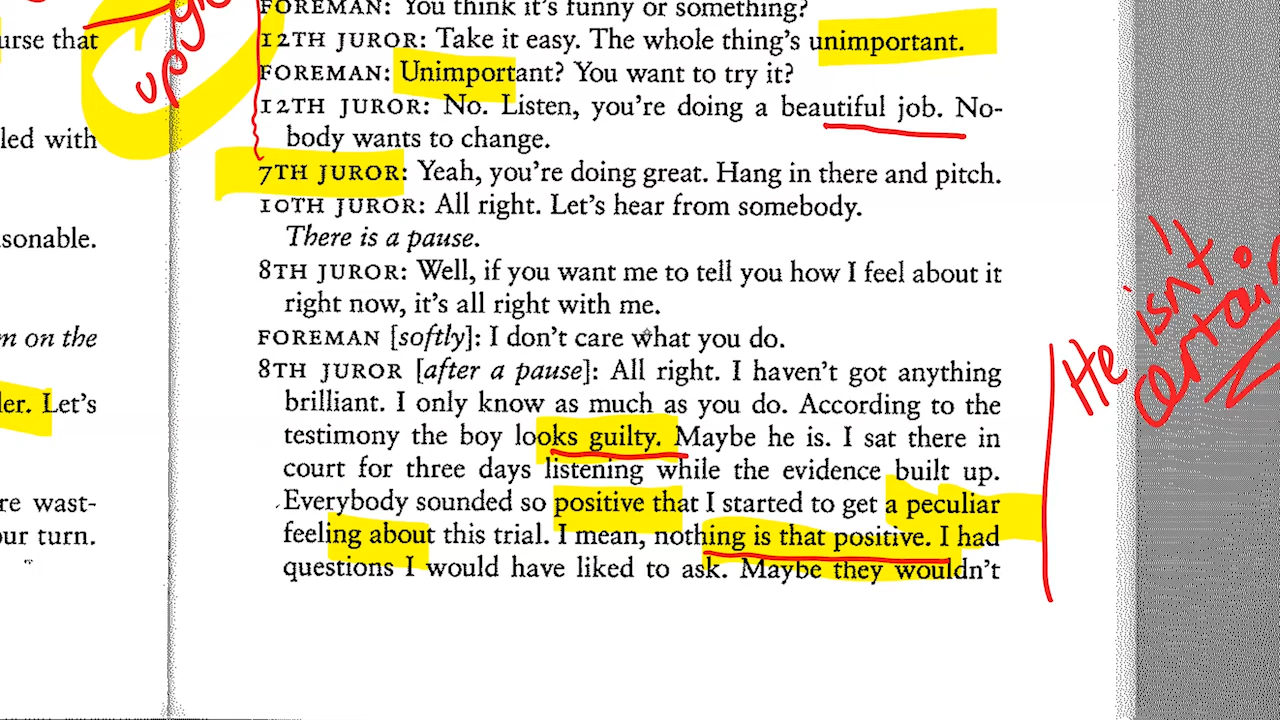 urse that
led with
sonable.
m on the
ler. Let's
re wast-
our turn.
FOREMAN: You think it's funny or something?
12TH JUROR: Take it easy. The whole thing's unimportant.
FOREMAN: Unimportant? You want to try it?
12TH JUROR: No. Listen, you're doing a beautiful job. No-
body wants to change.
7TH JUROR: Yeah, you're doing great. Hang in there and pitch.
10TH JUROR: All right. Let's hear from somebody.
There is a pause.
8TH JUROR: Well, if you want me to tell you how I feel about it
right now, it's all right with me.
FOREMAN [softly]: I don't care what you do.
8TH JUROR [after a pause]: All right. I haven't got anything
brilliant. I only know as much as you do. According to the
testimony the boy looks guilty. Maybe he is. I sat there in
court for three days listening while the evidence built up.
Everybody sounded so positive that I started to get a peculiar
feeling about this trial. I mean, nothing is that positive. I had
questions I would have liked to ask. Maybe they wouldn't
He isn't
certain